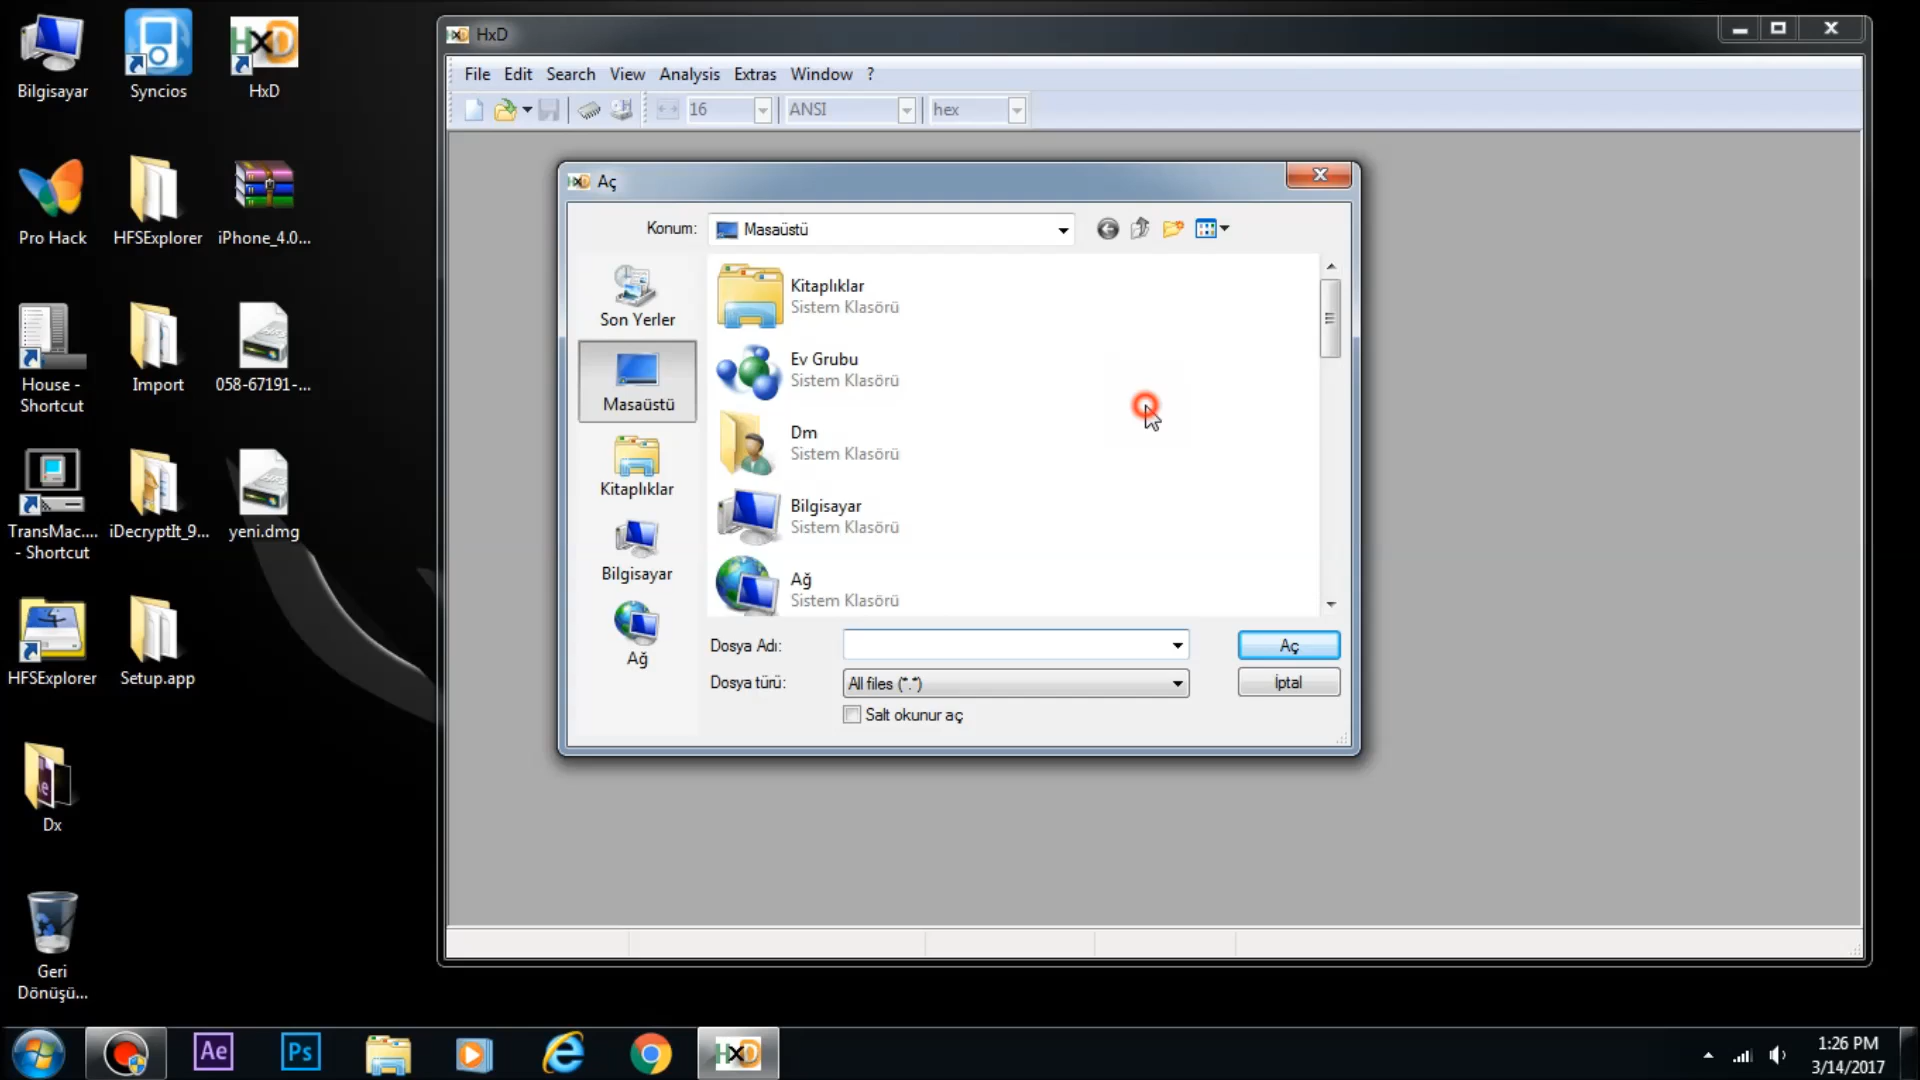 Bilgisayar
Syncios
HxD
Pro Hack
HFSExplorer
iPhone_4.0...
House -
Shortcut
Import
058-67191-...
TransMac....
- Shortcut
iDecryptIt_9...
yeni.dmg
HFSExplorer
Setup.app
Dx
Geri
Dönüşü...
HxD
File Edit Search View Analysis Extras Window ?
16 ANSI hex
Aç
Konum: Masaüstü
Son Yerler
Masaüstü
Kitaplıklar
Bilgisayar
Ağ
Kitaplıklar
Sistem Klasörü
Ev Grubu
Sistem Klasörü
Dm
Sistem Klasörü
Bilgisayar
Sistem Klasörü
Ağ
Sistem Klasörü
Dosya Adı: Aç
Dosya türü: All files (*.*) İptal
Salt okunur aç
Ae
Ps
HxD
1:26 PM
3/14/2017